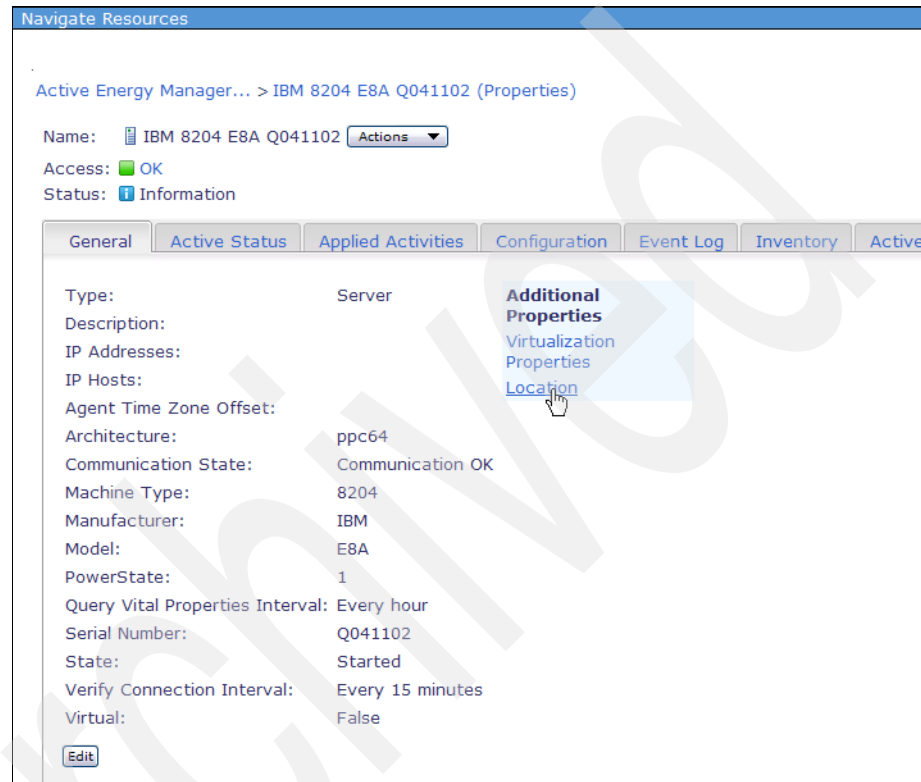 Navigate Resources
.
Active Energy Manager... > IBM 8204 E8A Q041102 (Properties)
Name: IBM 8204 E8A Q041102 Actions
Access: OK
Status: i Information
General Active Status Applied Activities Configuration Event Log Inventory Active
Type: Server
Description:
IP Addresses:
IP Hosts:
Agent Time Zone Offset:
Architecture: ppc64
Communication State: Communication OK
Machine Type: 8204
Manufacturer: IBM
Model: E8A
PowerState: 1
Query Vital Properties Interval: Every hour
Serial Number: Q041102
State: Started
Verify Connection Interval: Every 15 minutes
Virtual: False
Edit
Additional
Properties
Virtualization
Properties
Location
rchived